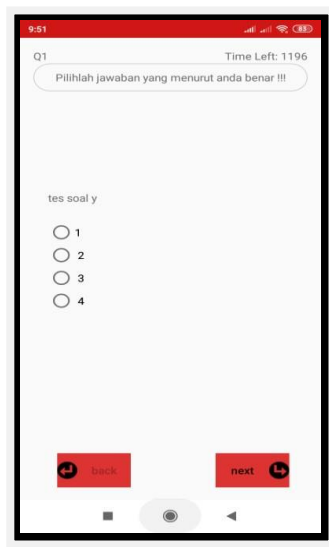 9:51 83
Q1 Time Left: 1196
Pilihlah jawaban yang menurut anda benar !!!
tes soal y
1
2
3
4
back next